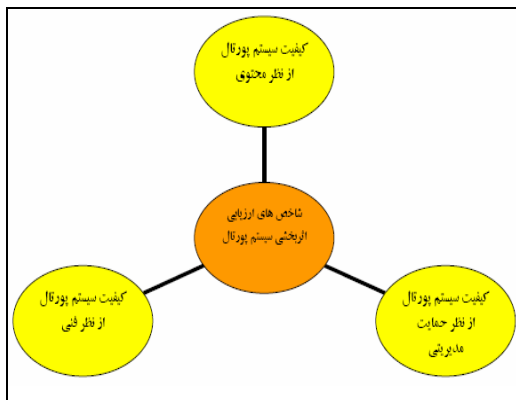 کیفیت سیستم پورتال
از نظر محتوی
شاخص های ارزیابی
اثربخشی سیستم پورتال
کیفیت سیستم پورتال
از نظر فنی
کیفیت سیستم پورتال
از نظر حمایت
مدیریتی